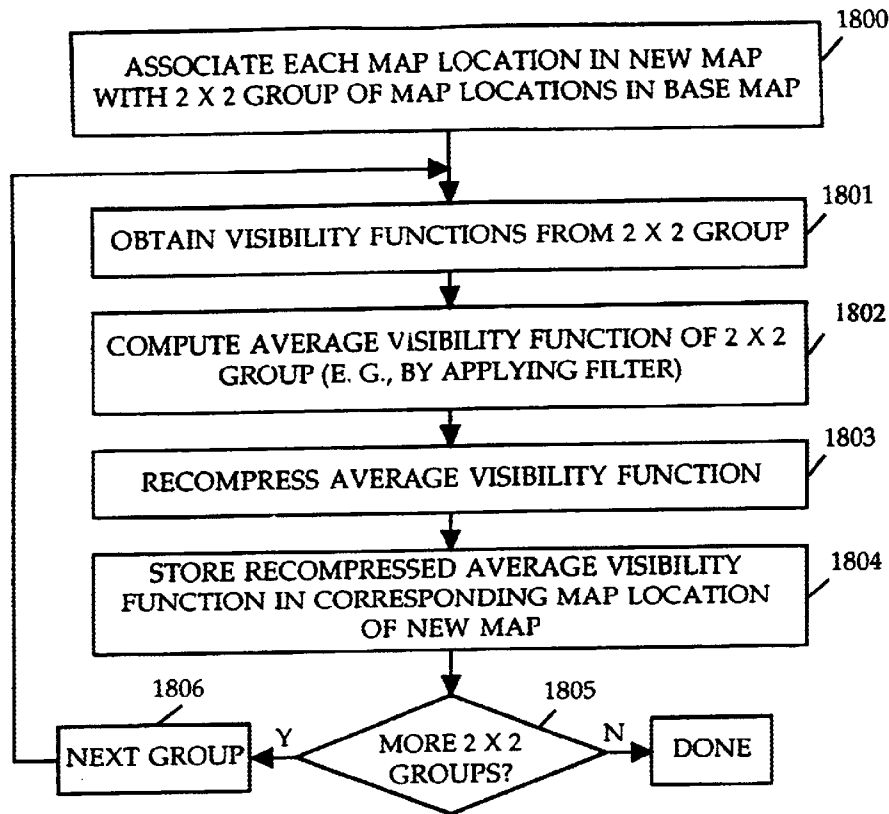 1800
ASSOCIATE EACH MAP LOCATION IN NEW MAP
WITH 2 X 2 GROUP OF MAP LOCATIONS IN BASE MAP
1801
OBTAIN VISIBILITY FUNCTIONS FROM 2 X 2 GROUP
1802
COMPUTE AVERAGE VISIBILITY FUNCTION OF 2 X 2
GROUP (E. G., BY APPLYING FILTER)
1803
RECOMPRESS AVERAGE VISIBILITY FUNCTION
1804
STORE RECOMPRESSED AVERAGE VISIBILITY
FUNCTION IN CORRESPONDING MAP LOCATION
OF NEW MAP
1806
1805
NEXT GROUP
Y
MORE 2 X 2
GROUPS?
N
DONE